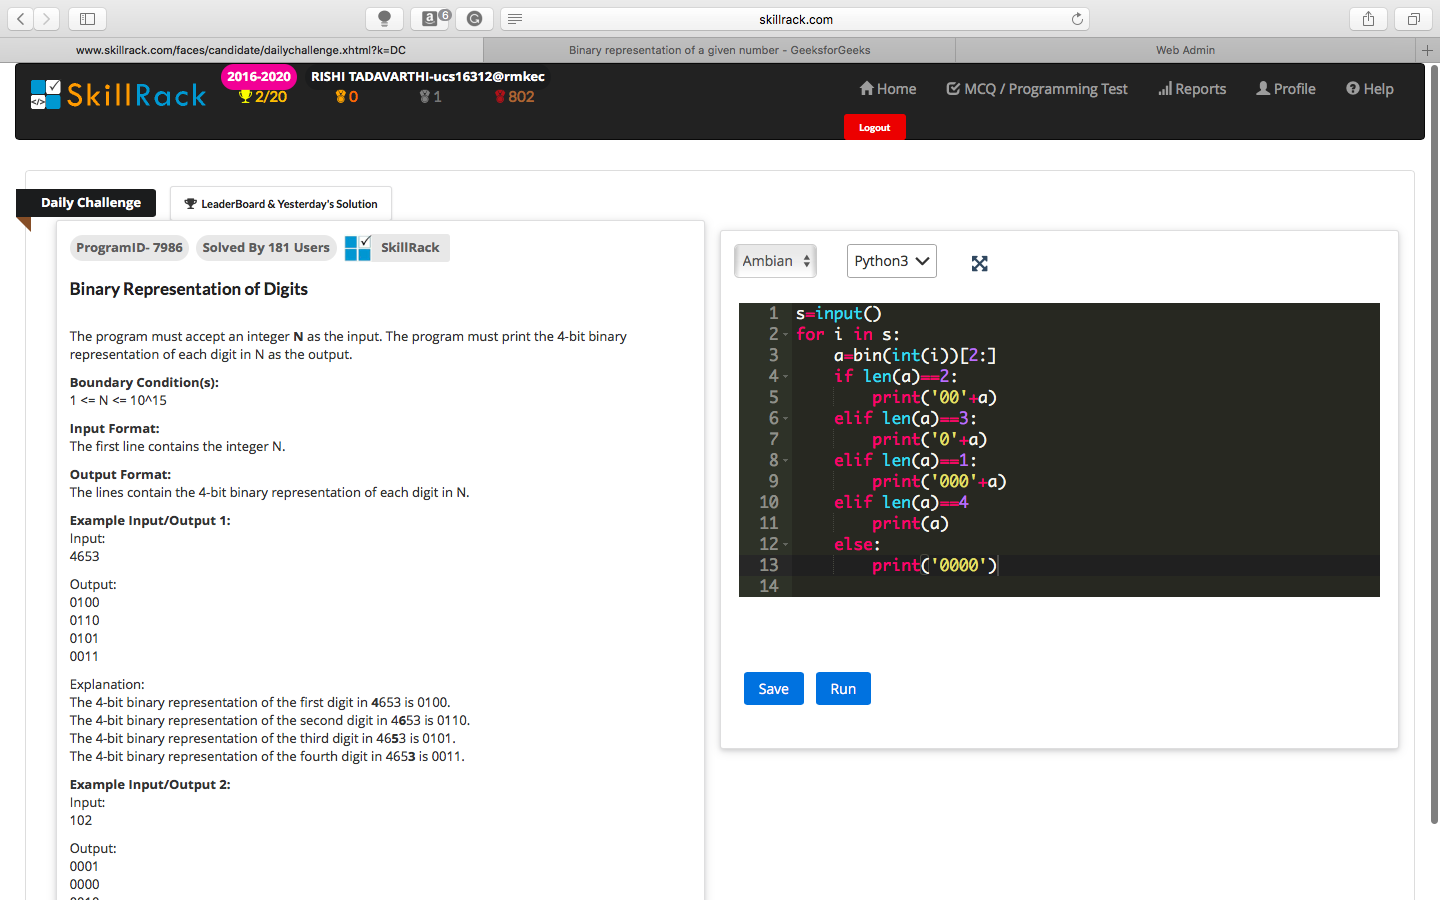 skillrack.com
6
www.skillrack.com/faces/candidate/dailychallenge.xhtml?k=DC
Binary representation of a given number - GeeksforGeeks
Web Admin
SkillRack
2016-2020
RISHI TADAVARTHI-ucs16312@rmkec
2/20
0
1
802
Home
MCQ / Programming Test
Reports
Profile
Help
Logout
Daily Challenge
LeaderBoard & Yesterday's Solution
ProgramID- 7986
Solved By 181 Users
SkillRack
Binary Representation of Digits
The program must accept an integer N as the input. The program must print the 4-bit binary
representation of each digit in N as the output.
Boundary Condition(s):
1 <= N <= 10^15
Input Format:
The first line contains the integer N.
Output Format:
The lines contain the 4-bit binary representation of each digit in N.
Example Input/Output 1:
Input:
4653
Output:
0100
0110
0101
0011
Explanation:
The 4-bit binary representation of the first digit in 4653 is 0100.
The 4-bit binary representation of the second digit in 4653 is 0110.
The 4-bit binary representation of the third digit in 4653 is 0101.
The 4-bit binary representation of the fourth digit in 4653 is 0011.
Example Input/Output 2:
Input:
102
Output:
0001
0000
0010
Ambian
Python3
1 s=input()
2 for i in s:
3     a=bin(int(i))[2:]
4     if len(a)==2:
5         print('00'+a)
6     elif len(a)==3:
7         print('0'+a)
8     elif len(a)==1:
9         print('000'+a)
10     elif len(a)==4
11         print(a)
12     else:
13         print('0000')
14
Save
Run